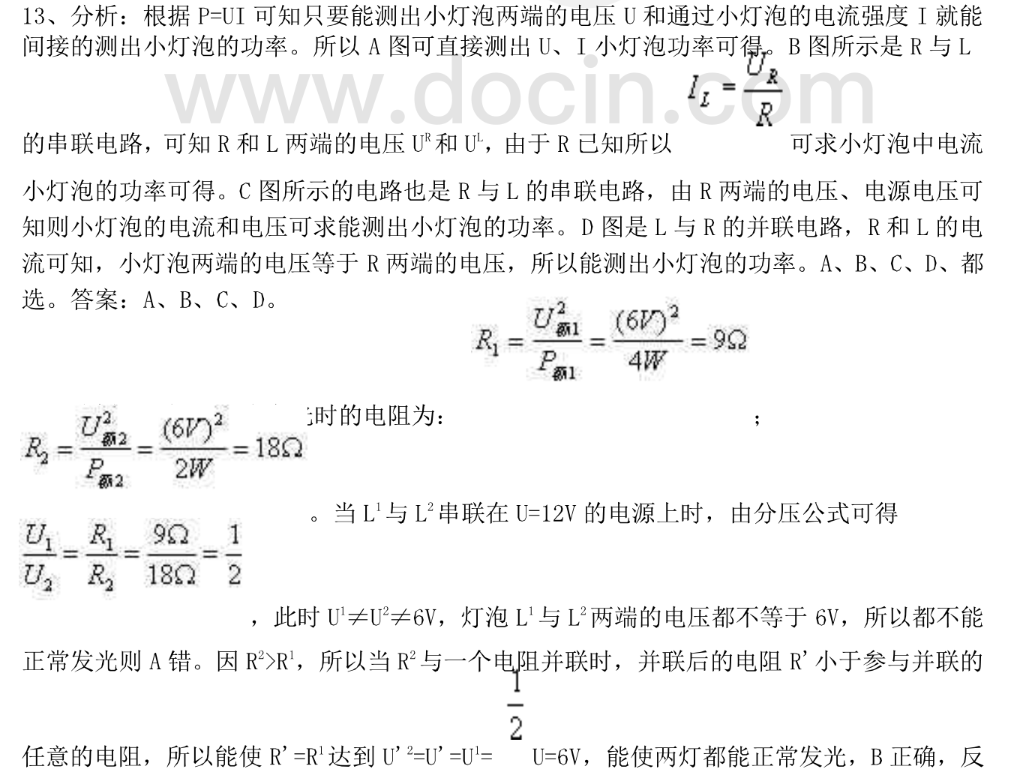 13、分析：根据 P=UI 可知只要能测出小灯泡两端的电压 U 和通过小灯泡的电流强度 I 就能
间接的测出小灯泡的功率。所以 A 图可直接测出 U、I 小灯泡功率可得。B 图所示是 R 与 L
www.docin.com
I_L = U_R/R
的串联电路，可知 R 和 L 两端的电压 U^R 和 U^L，由于 R 已知所以 可求小灯泡中电流
小灯泡的功率可得。C 图所示的电路也是 R 与 L 的串联电路，由 R 两端的电压、电源电压可
知则小灯泡的电流和电压可求能测出小灯泡的功率。D 图是 L 与 R 的并联电路，R 和 L 的电
流可知，小灯泡两端的电压等于 R 两端的电压，所以能测出小灯泡的功率。A、B、C、D、都
选。答案：A、B、C、D。
R₁ = U²额1/P额1 = (6V)²/4W = 9Ω
时的电阻为： ；
R₂ = U²额2/P额2 = (6V)²/2W = 18Ω
。当 L¹ 与 L² 串联在 U=12V 的电源上时，由分压公式可得
U₁/U₂ = R₁/R₂ = 9Ω/18Ω = 1/2
，此时 U¹≠U²≠6V，灯泡 L¹ 与 L² 两端的电压都不等于 6V，所以都不能
正常发光则 A 错。因 R²>R¹，所以当 R² 与一个电阻并联时，并联后的电阻 R' 小于参与并联的
任意的电阻，所以能使 R'=R¹ 达到 U'²=U'=U¹= 1/2 U=6V，能使两灯都能正常发光，B 正确，反